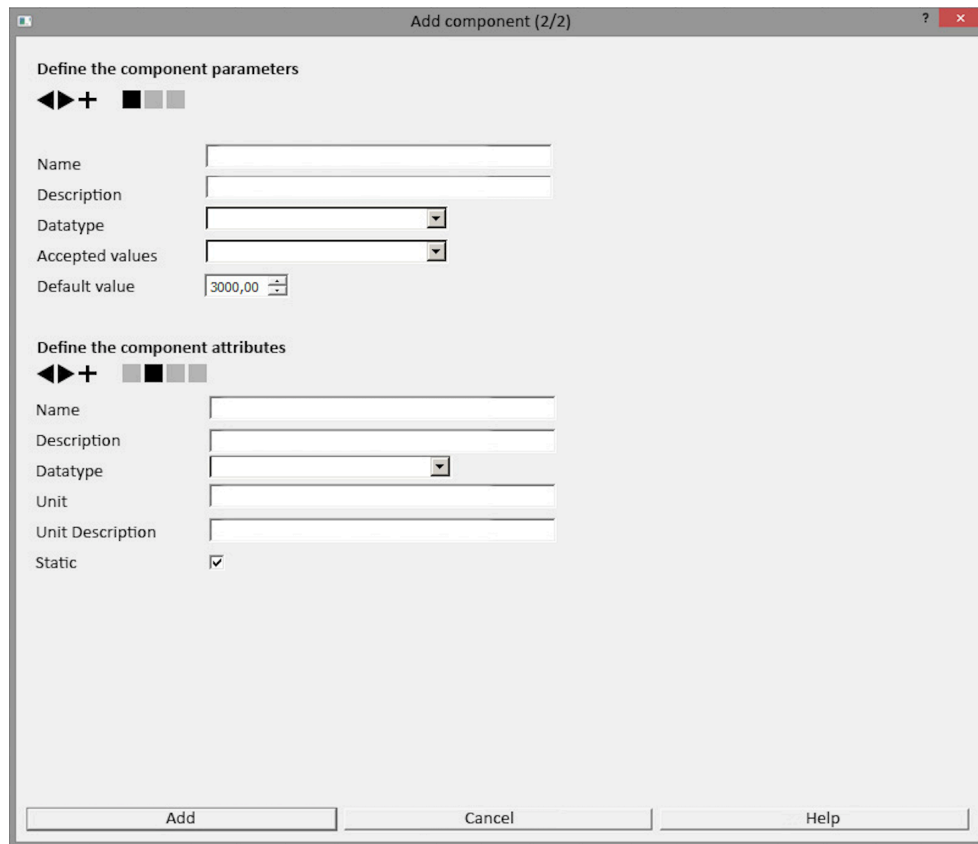 Add component (2/2)
?
Define the component parameters
Name
Description
Datatype
Accepted values
Default value 3000,00
Define the component attributes
Name
Description
Datatype
Unit
Unit Description
Static
Add Cancel Help